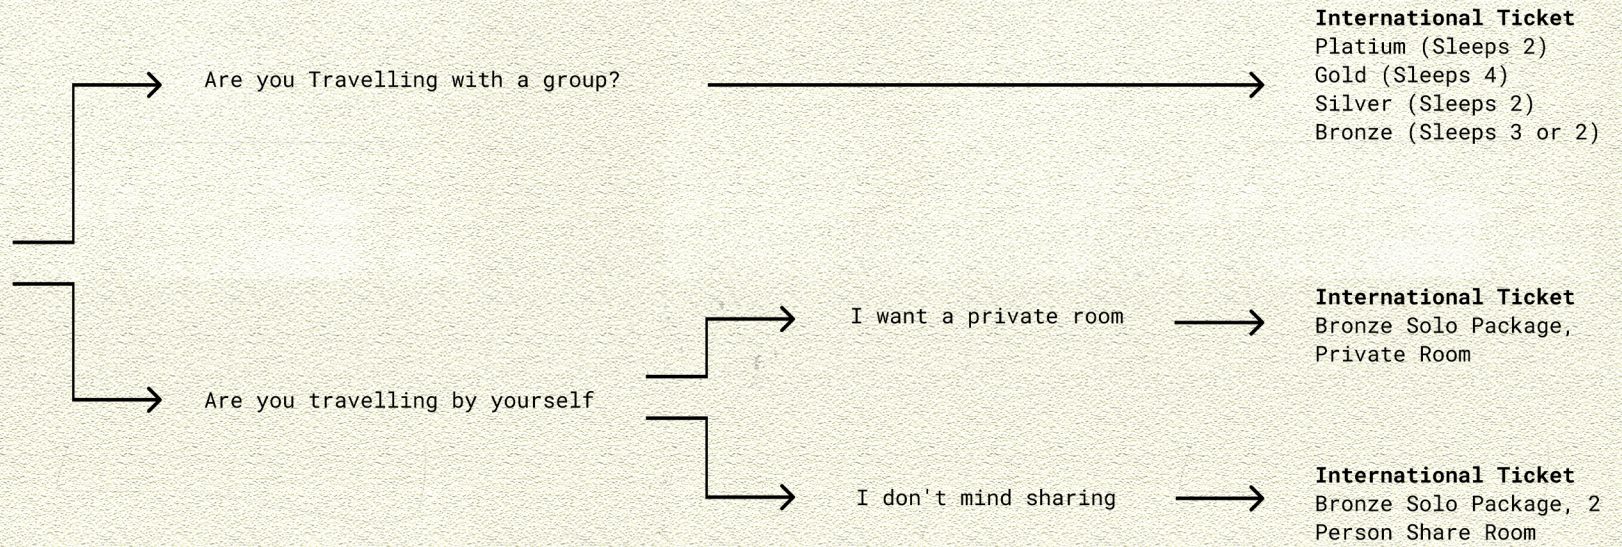 International Ticket
Platium (Sleeps 2)
Are you Travelling with a group?
Gold (Sleeps 4)
Silver (Sleeps 2)
Bronze (Sleeps 3 or 2)
International Ticket
I want a private room
Bronze Solo Package,
Private Room
Are you travelling by yourself
International Ticket
I don't mind sharing
Bronze Solo Package, 2
Person Share Room